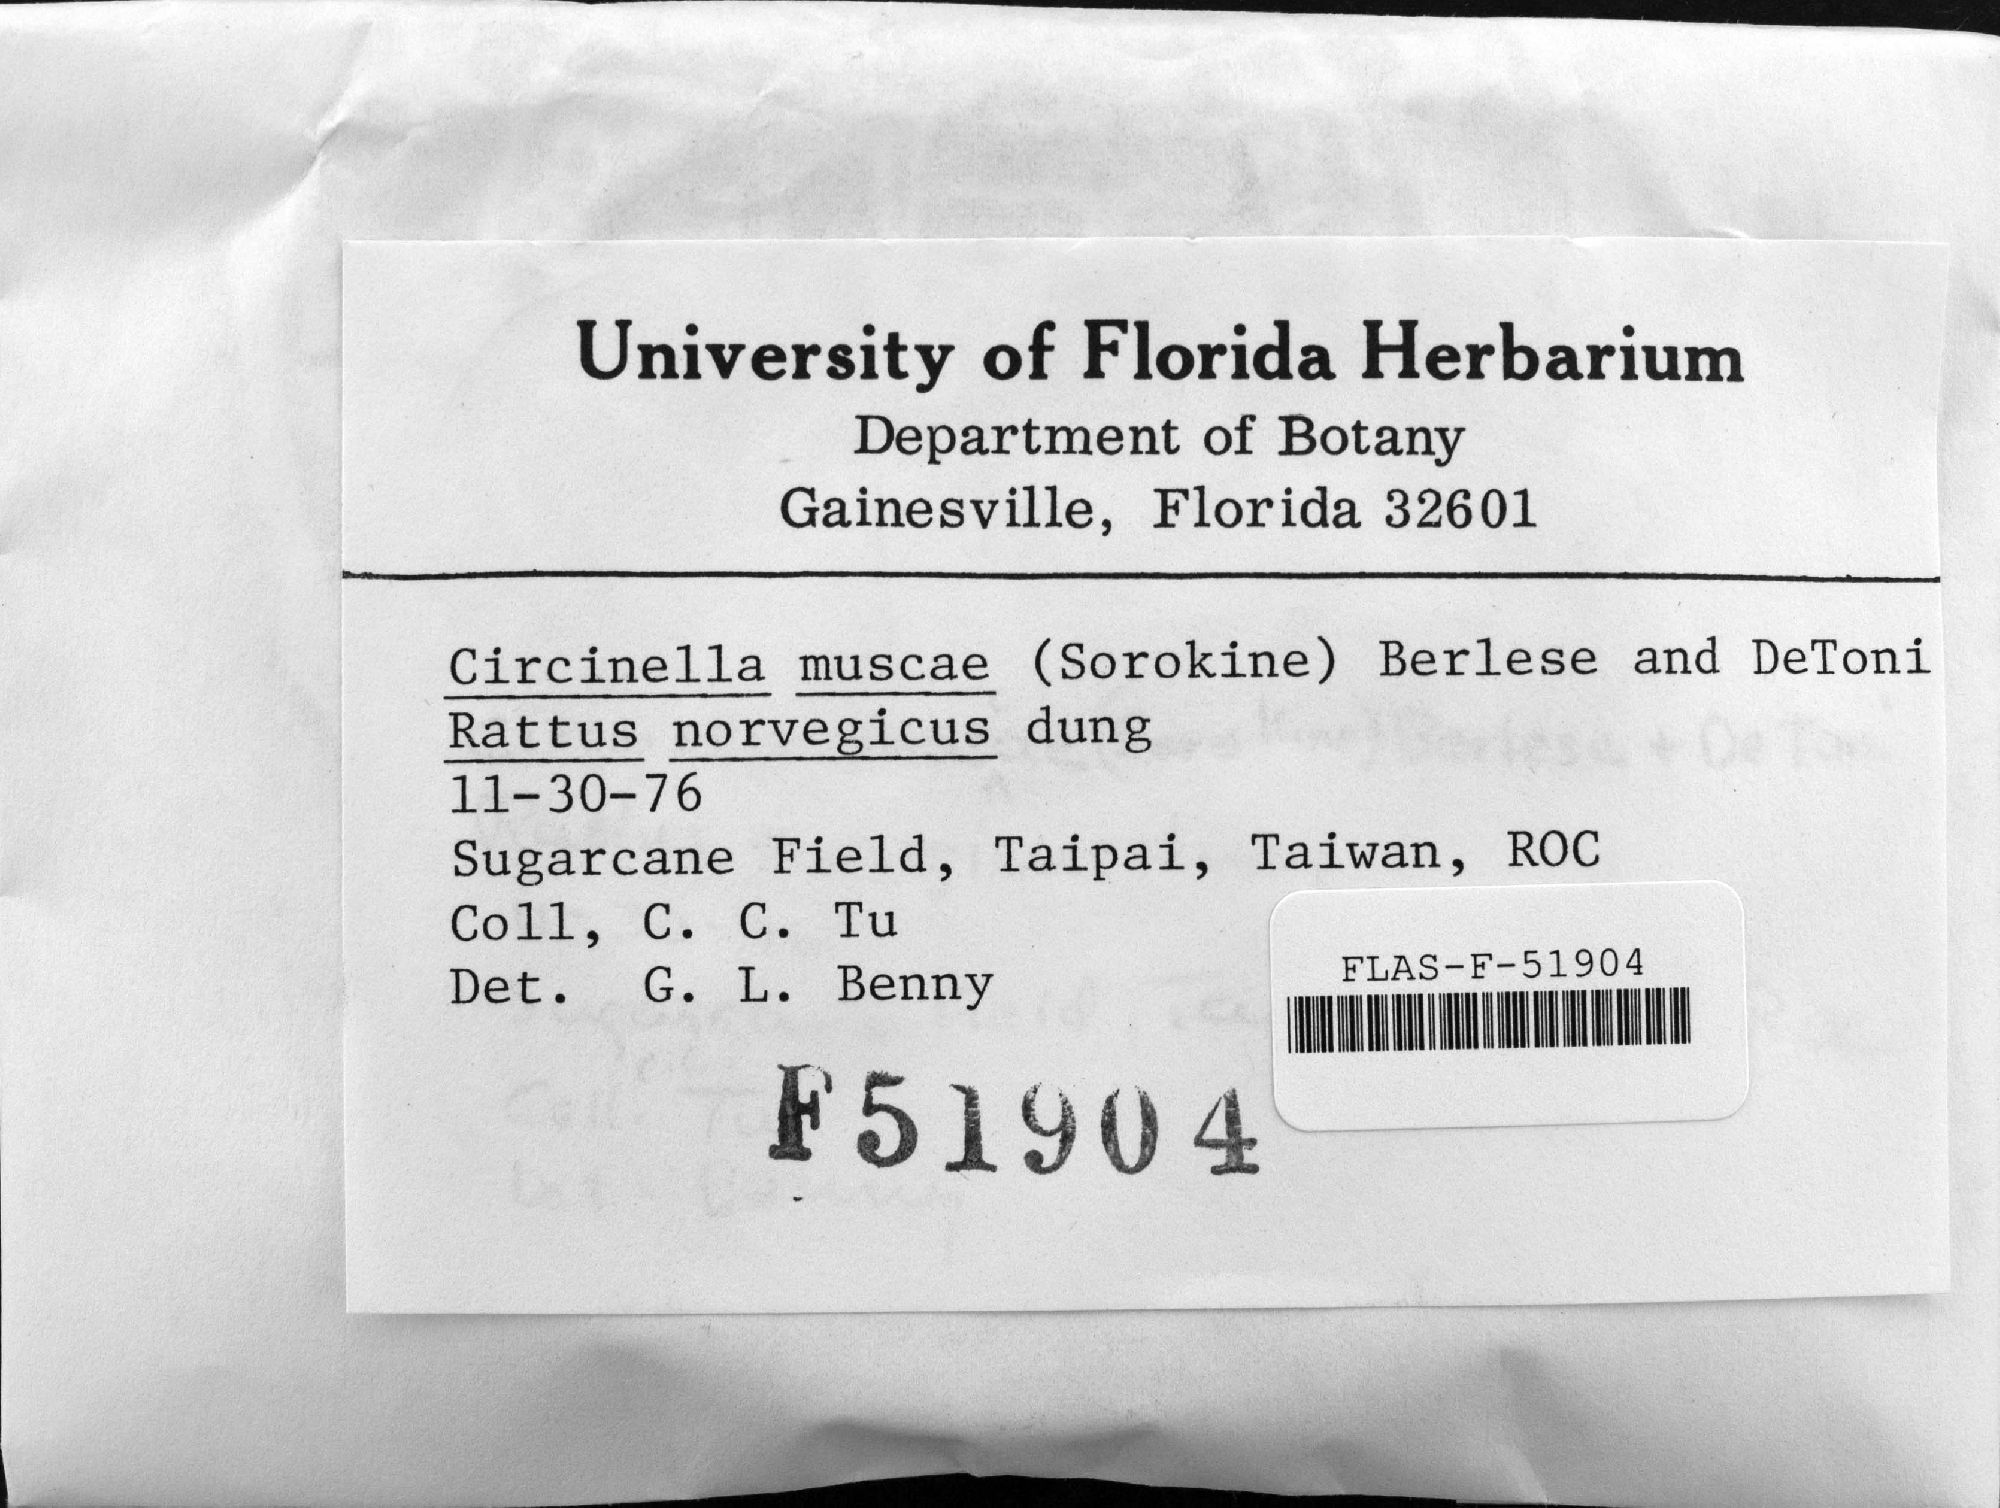 University of Florida Herbarium
Department of Botany
Gainesville, Florida 32601
Circinella muscae (Sorokine) Berlese and DeToni
Rattus norvegicus dung
11-30-76
Sugarcane Field, Taipai, Taiwan, ROC
Coll, C. C. Tu
Det. G. L. Benny
FLAS-F-51904
F51904